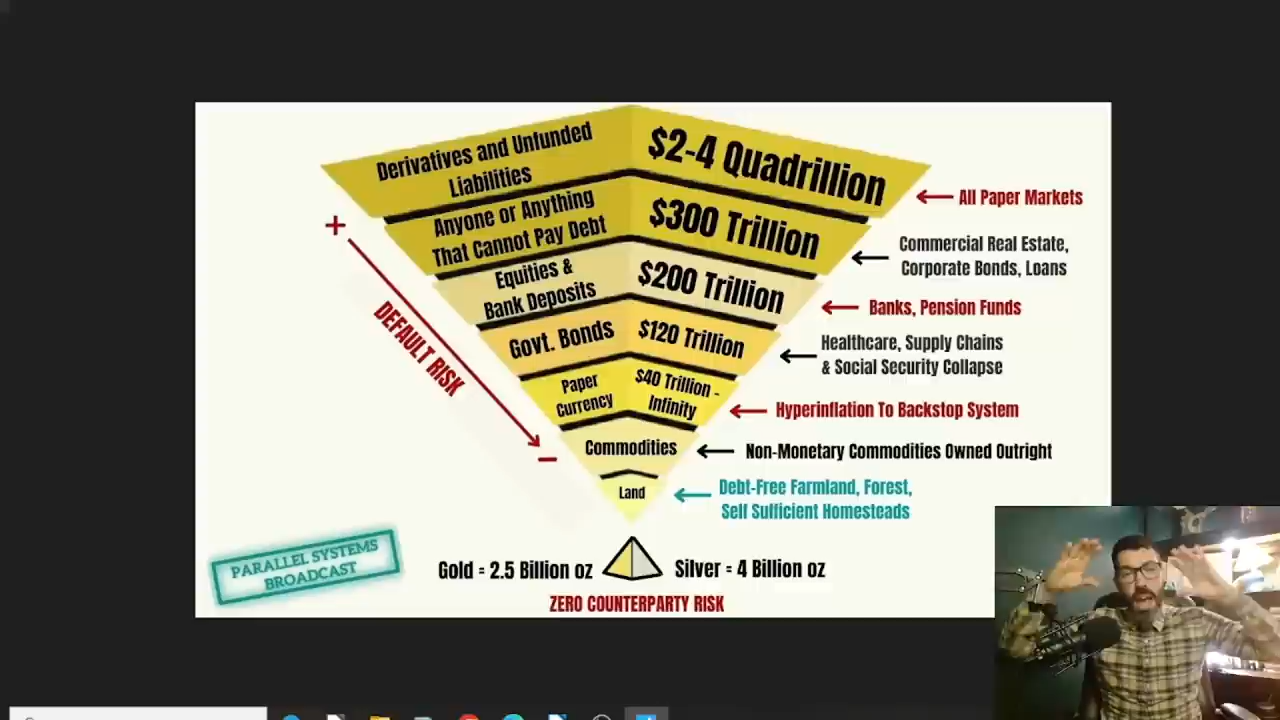 Derivatives and Unfunded
Liabilities
$2-4 Quadrillion
All Paper Markets
Anyone or Anything
That Cannot Pay Debt
$300 Trillion
Commercial Real Estate,
Corporate Bonds, Loans
Equities &
Bank Deposits
$200 Trillion
Banks, Pension Funds
Govt. Bonds
$120 Trillion
Healthcare, Supply Chains
& Social Security Collapse
Paper
Currency
$40 Trillion -
Infinity
Hyperinflation To Backstop System
Commodities
Non-Monetary Commodities Owned Outright
Land
Debt-Free Farmland, Forest,
Self Sufficient Homesteads
+
DEFAULT RISK
-
PARALLEL SYSTEMS
BROADCAST
Gold = 2.5 Billion oz
Silver = 4 Billion oz
ZERO COUNTERPARTY RISK